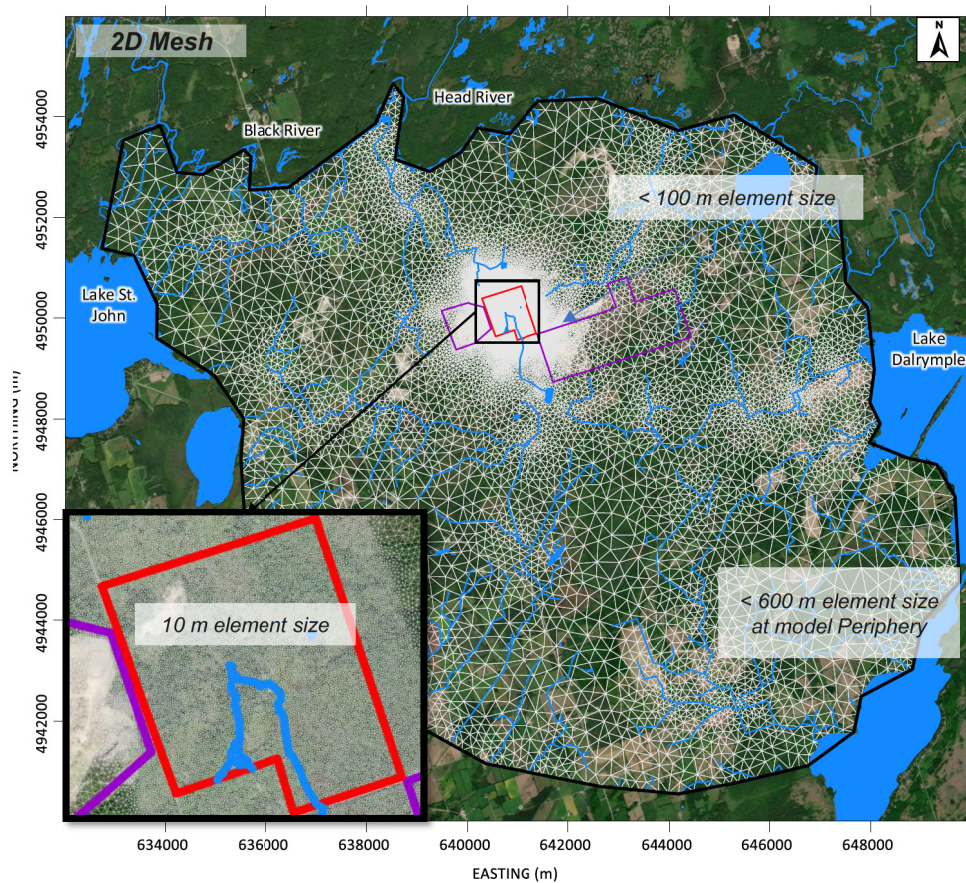 2D Mesh
N
Head River
Black River
< 100 m element size
Lake St.
John
Lake
Dalrymple
< 600 m element size
at model Periphery
10 m element size
4954000
4952000
4950000
4948000
4946000
4944000
4942000
634000
636000
638000
640000
642000
644000
646000
648000
EASTING (m)